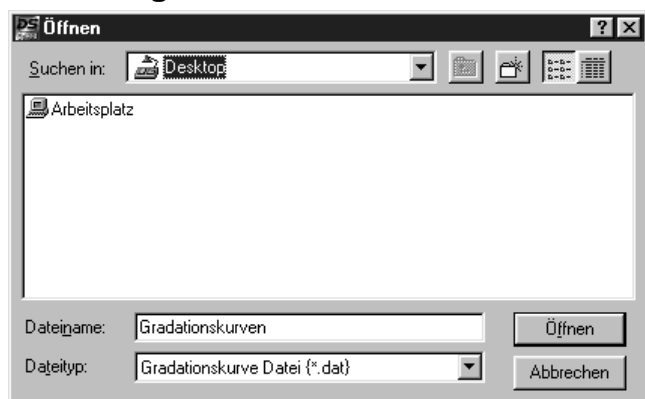 Öffnen
Suchen in: Desktop
Arbeitsplatz
Dateiname: Gradationskurven Öffnen
Dateityp: Gradationskurve Datei {*.dat} Abbrechen